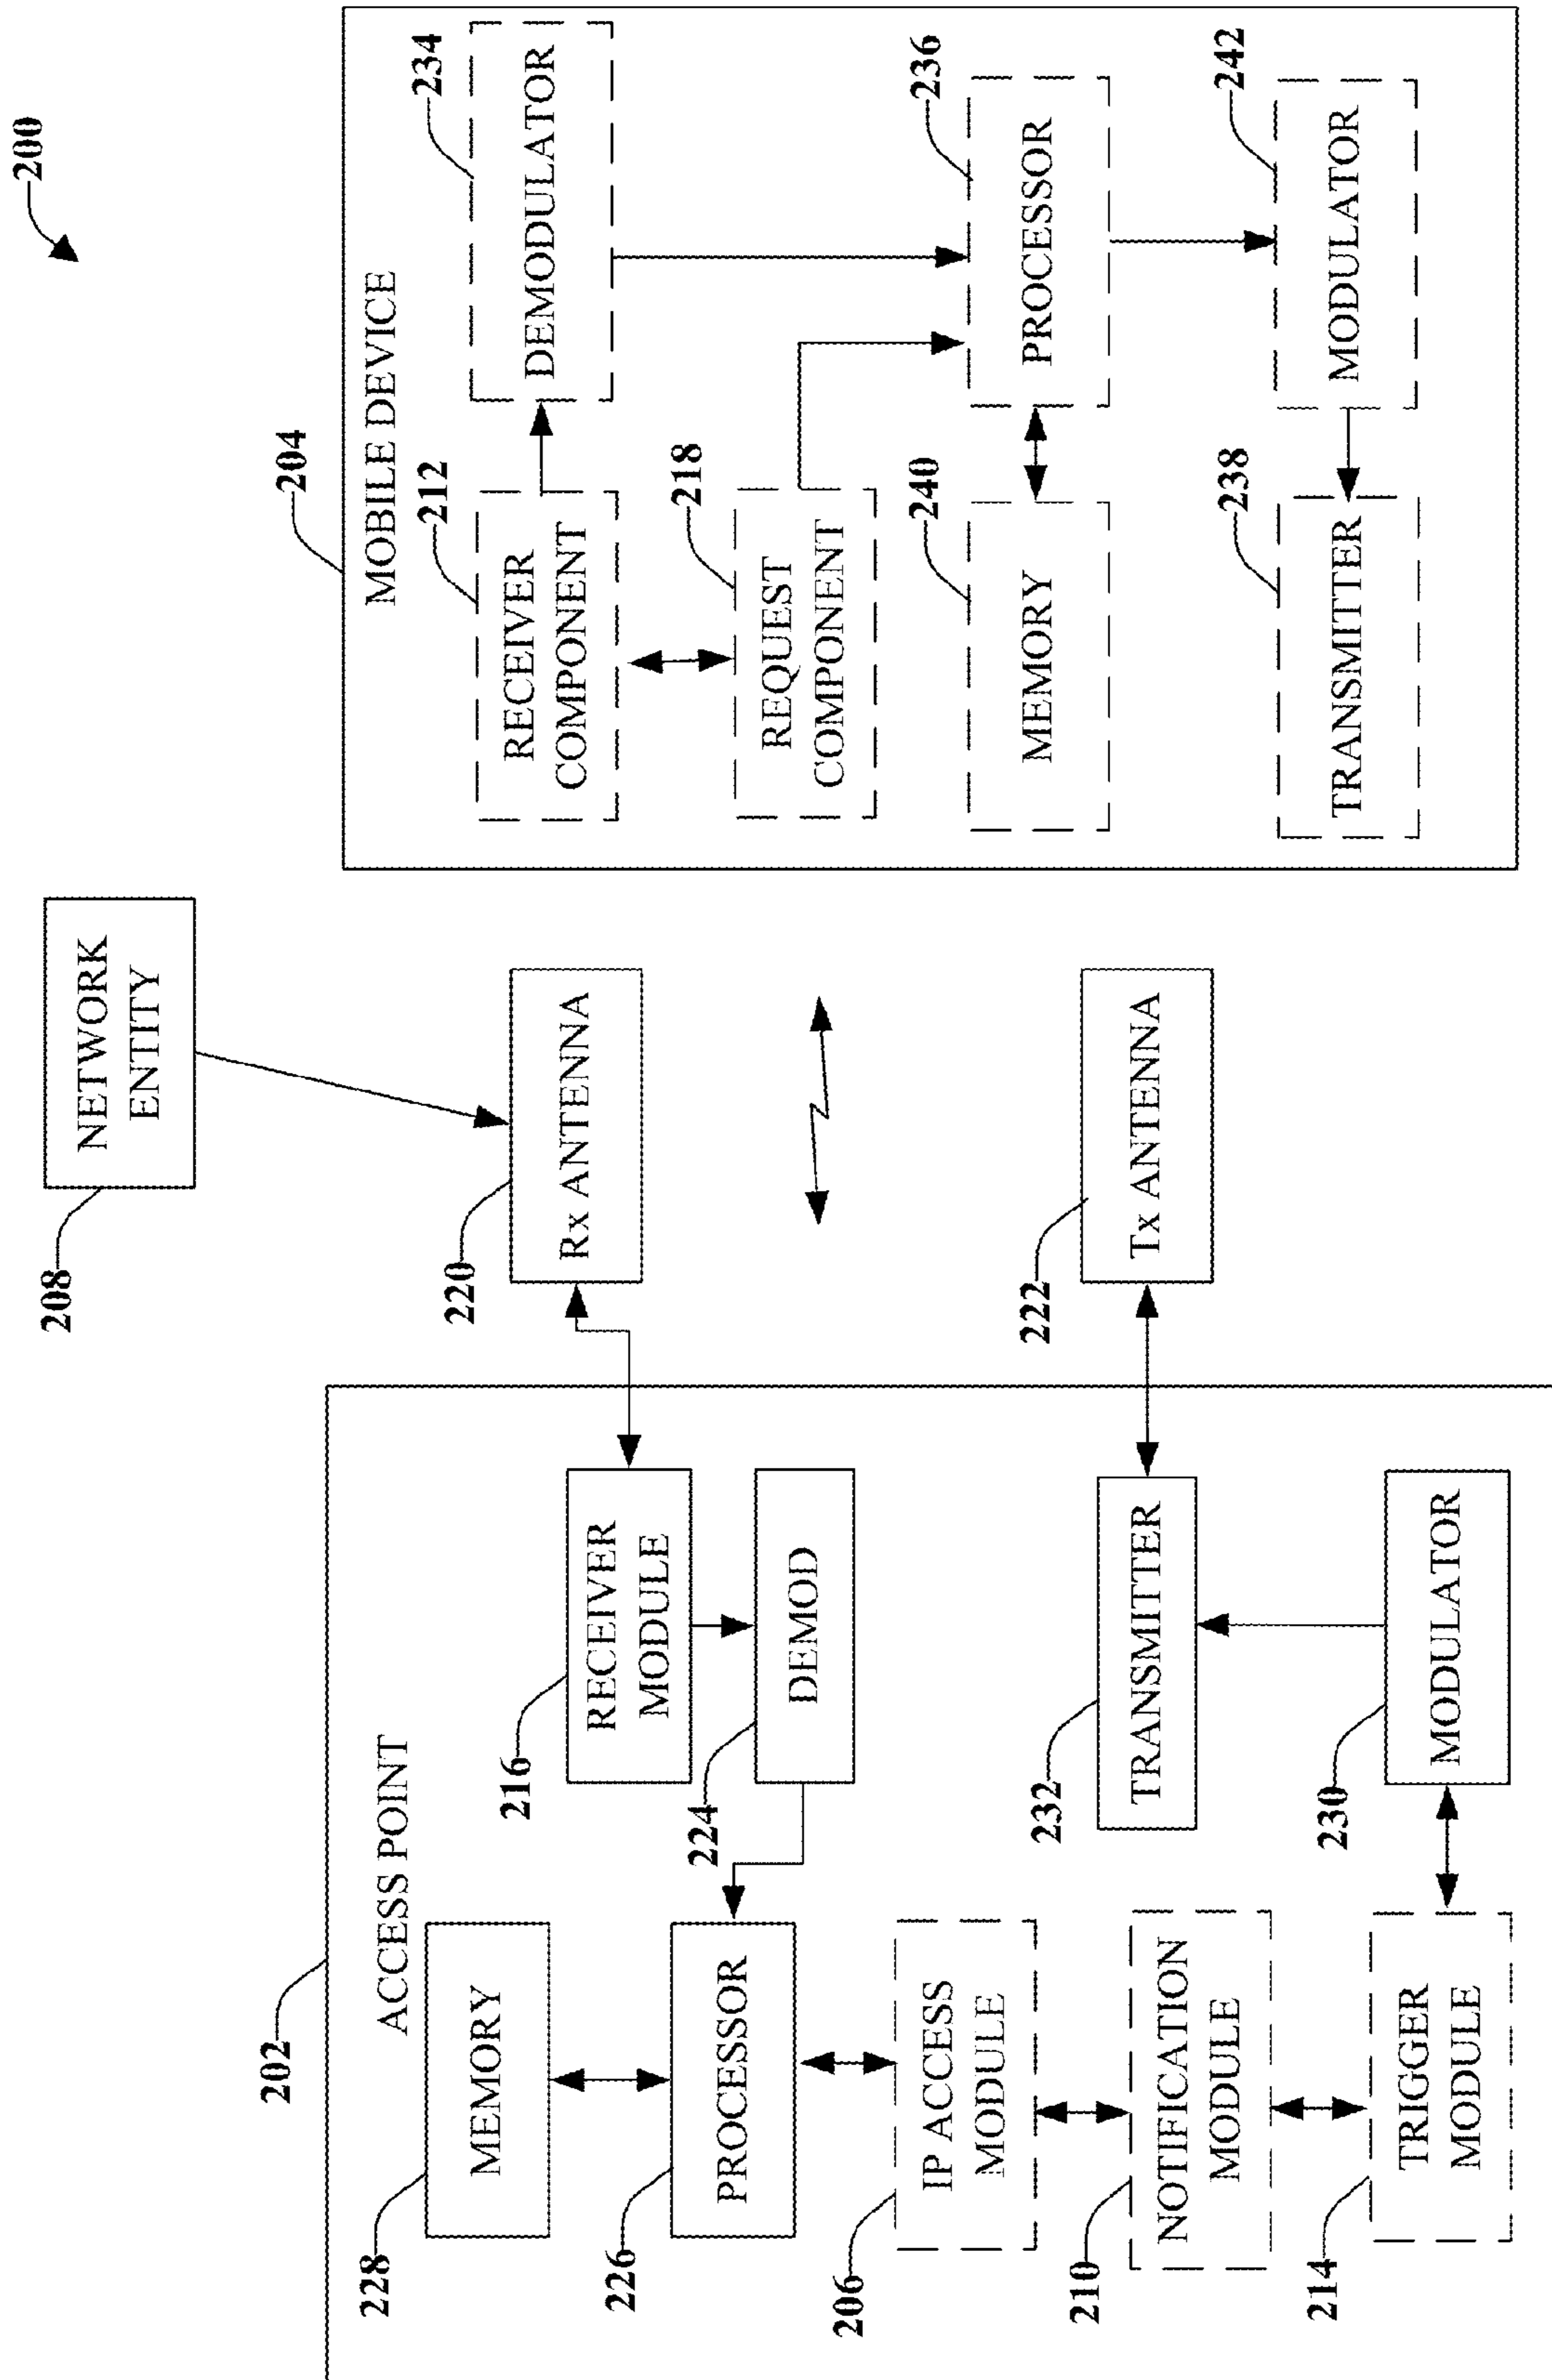 200
208
NETWORK
ENTITY
202
ACCESS POINT
228
MEMORY
226
PROCESSOR
206
IP ACCESS
MODULE
210
NOTIFICATION
MODULE
214
TRIGGER
MODULE
216
RECEIVER
MODULE
224
DEMOD
232
TRANSMITTER
230
MODULATOR
220
Rx ANTENNA
222
Tx ANTENNA
204
MOBILE DEVICE
212
RECEIVER
COMPONENT
234
DEMODULATOR
218
REQUEST
COMPONENT
240
MEMORY
236
PROCESSOR
238
TRANSMITTER
242
MODULATOR